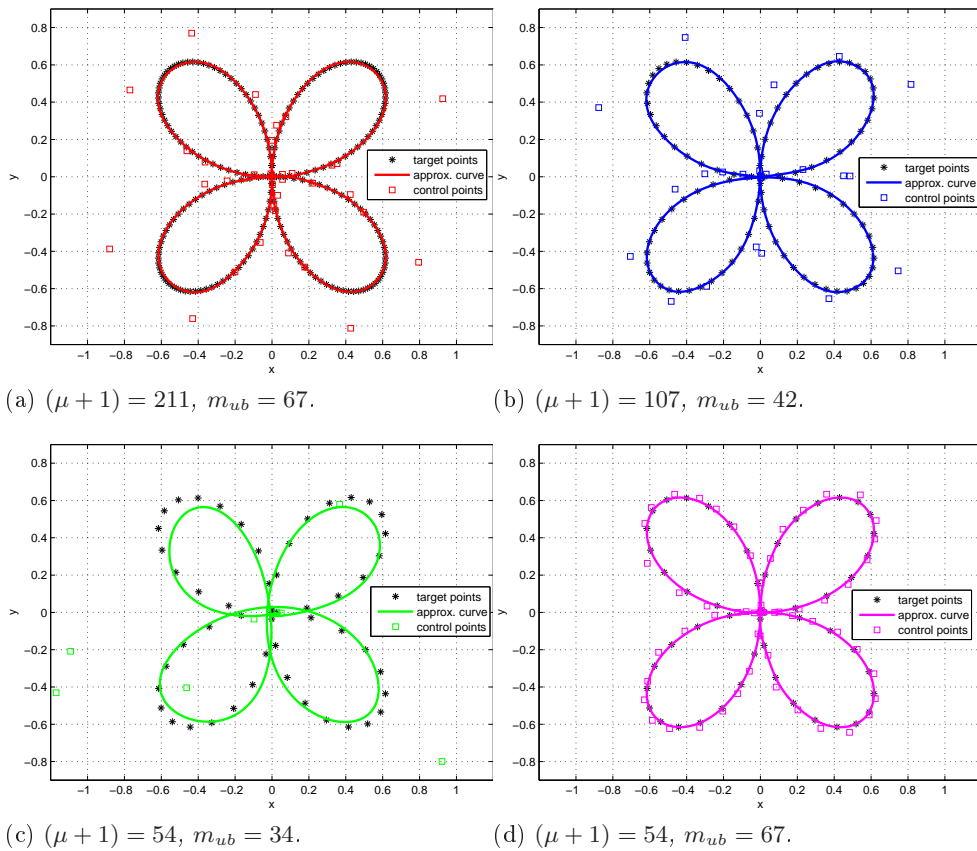 0.8
0.6
0.4
0.2
0
−0.2
−0.4
−0.6
−0.8
y
−1 −0.8 −0.6 −0.4 −0.2 0 0.2 0.4 0.6 0.8 1
x
target points
approx. curve
control points
(a) (μ + 1) = 211, m_{ub} = 67.
0.8
0.6
0.4
0.2
0
−0.2
−0.4
−0.6
−0.8
y
−1 −0.8 −0.6 −0.4 −0.2 0 0.2 0.4 0.6 0.8 1
x
target points
approx. curve
control points
(b) (μ + 1) = 107, m_{ub} = 42.
0.8
0.6
0.4
0.2
0
−0.2
−0.4
−0.6
−0.8
y
−1 −0.8 −0.6 −0.4 −0.2 0 0.2 0.4 0.6 0.8 1
x
target points
approx. curve
control points
(c) (μ + 1) = 54, m_{ub} = 34.
0.8
0.6
0.4
0.2
0
−0.2
−0.4
−0.6
−0.8
y
−1 −0.8 −0.6 −0.4 −0.2 0 0.2 0.4 0.6 0.8 1
x
target points
approx. curve
control points
(d) (μ + 1) = 54, m_{ub} = 67.